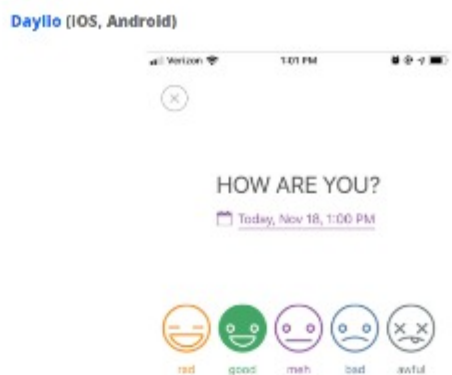 Daylio (iOS, Android)
Verizon 1:01 PM
HOW ARE YOU?
Today, Nov 18, 1:00 PM
rad good meh bad awful